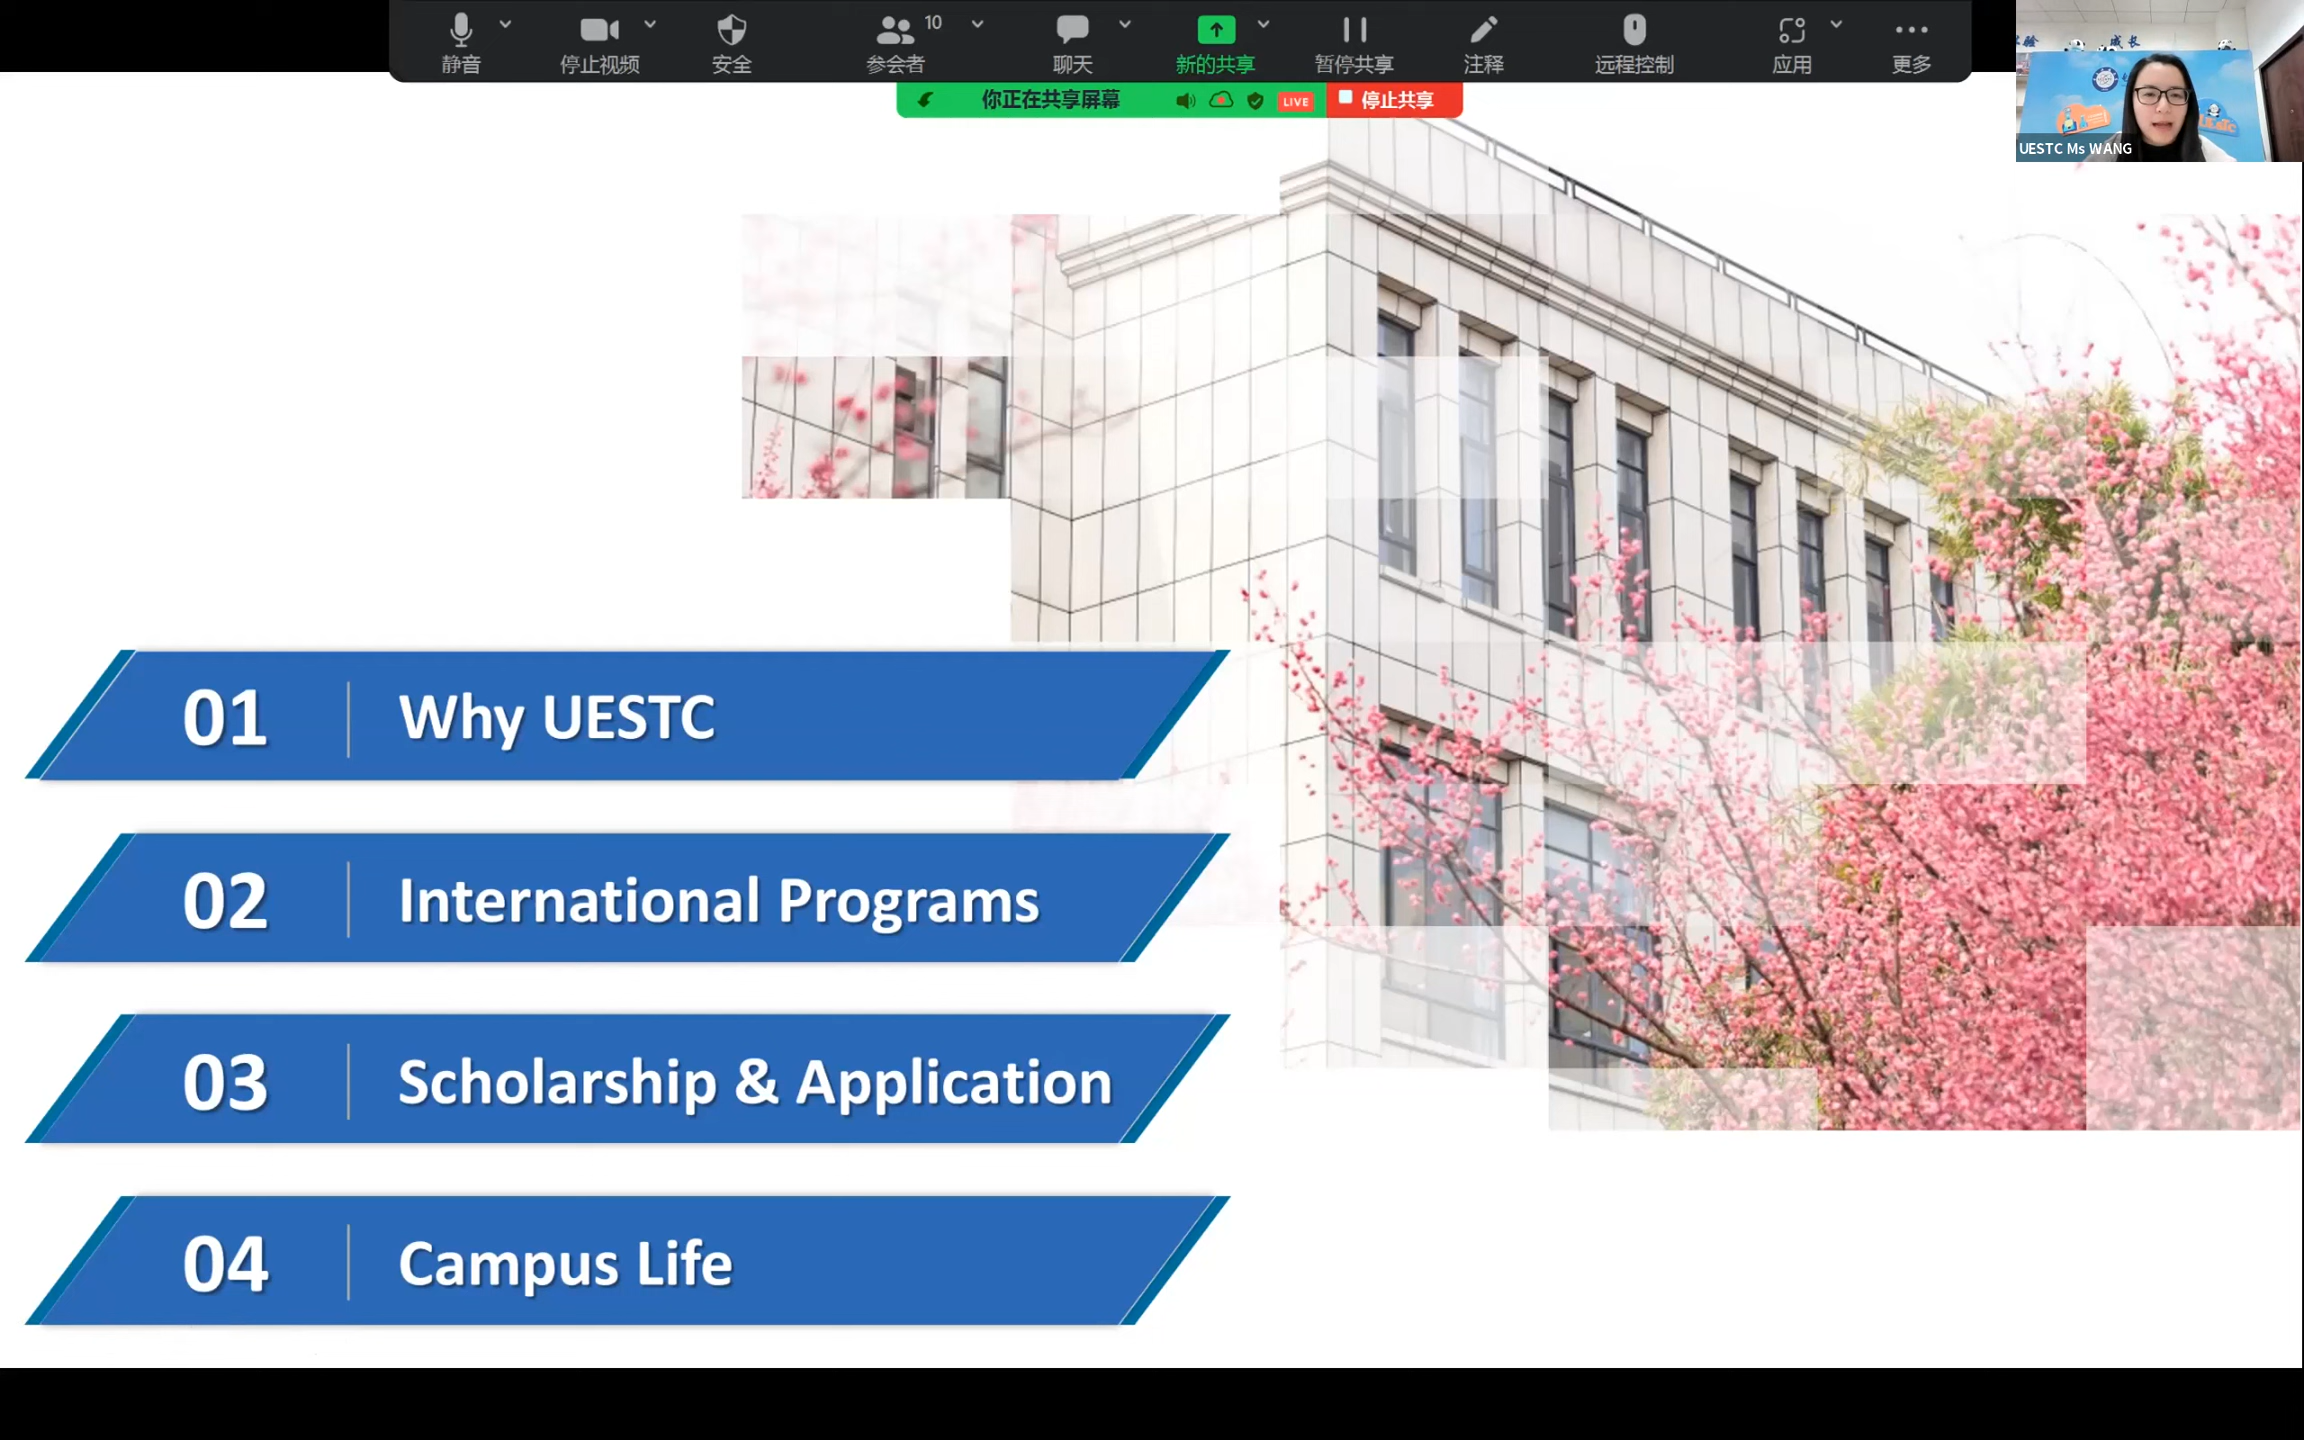 静音
停止视频
安全
10
参会者
聊天
新的共享
暂停共享
注释
远程控制
应用
更多
你正在共享屏幕
LIVE
停止共享
成长
UESTC Ms WANG
01 Why UESTC
02 International Programs
03 Scholarship & Application
04 Campus Life